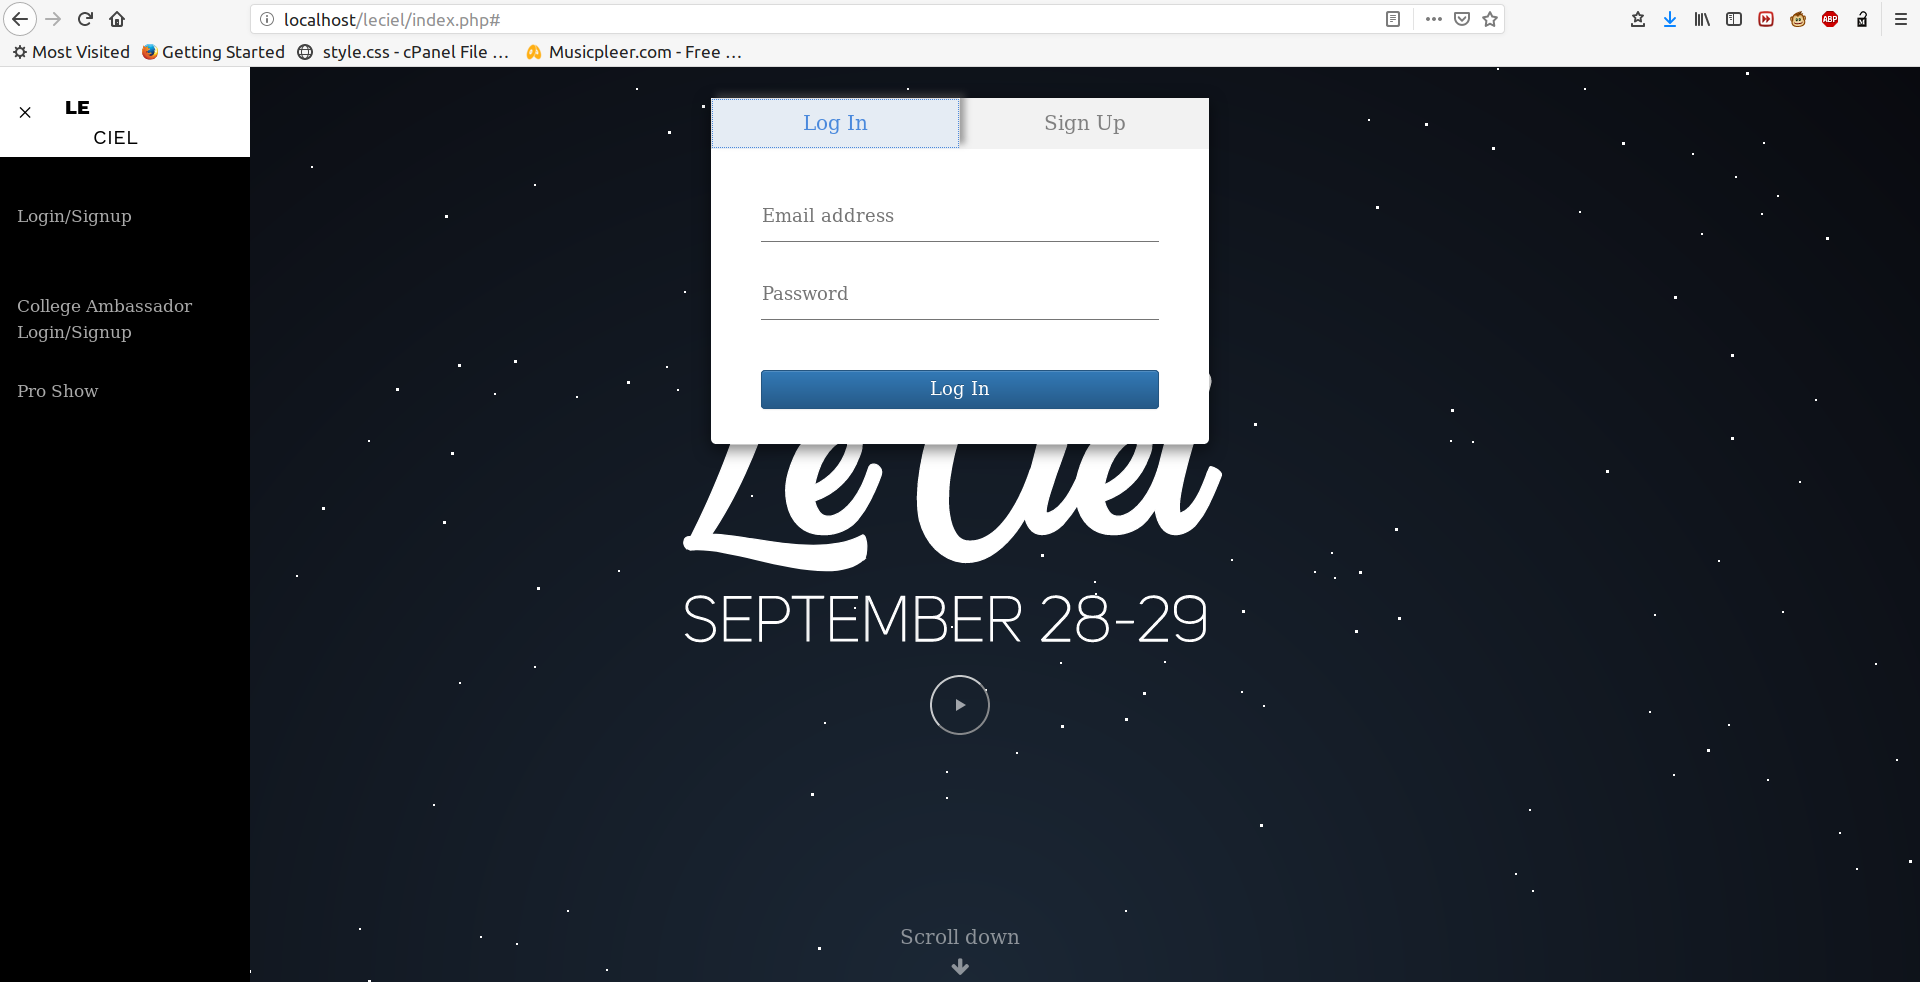 localhost/leciel/index.php#
Most Visited Getting Started style.css - cPanel File ... Musicpleer.com - Free ...
LE
CIEL
Login/Signup
College Ambassador
Login/Signup
Pro Show
Log In Sign Up
Email address
Password
Log In
Le Ciel
SEPTEMBER 28-29
Scroll down
ABP